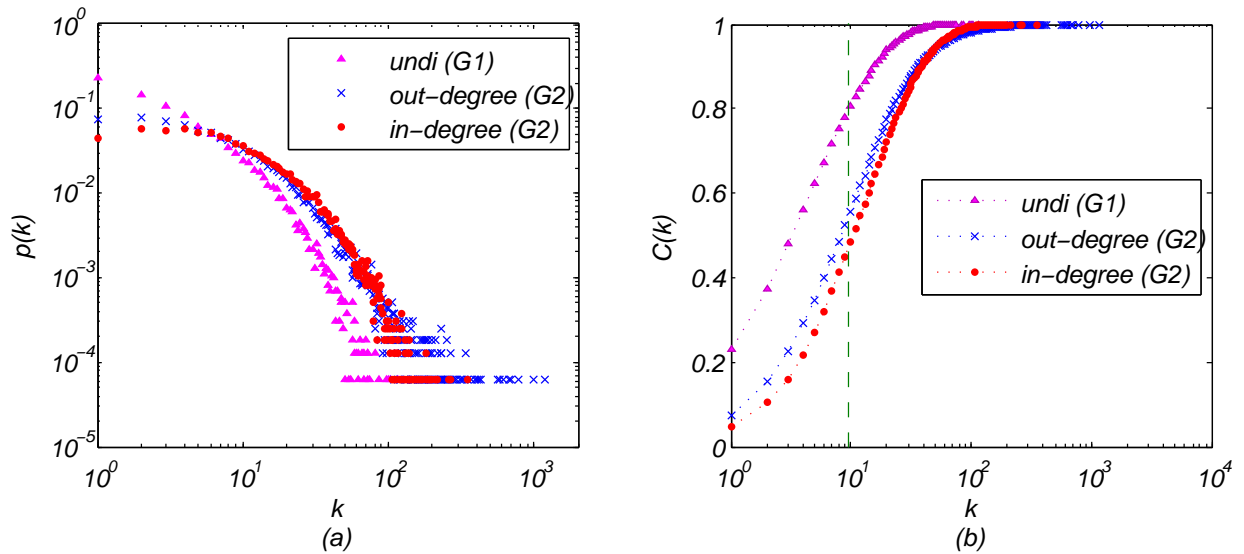 10^0
10^-1
10^-2
10^-3
10^-4
10^-5
p(k)
undi (G1)
out-degree (G2)
in-degree (G2)
10^0 10^1 10^2 10^3
k
(a)
1
0.8
0.6
0.4
0.2
0
C(k)
undi (G1)
out-degree (G2)
in-degree (G2)
10^0 10^1 10^2 10^3 10^4
k
(b)